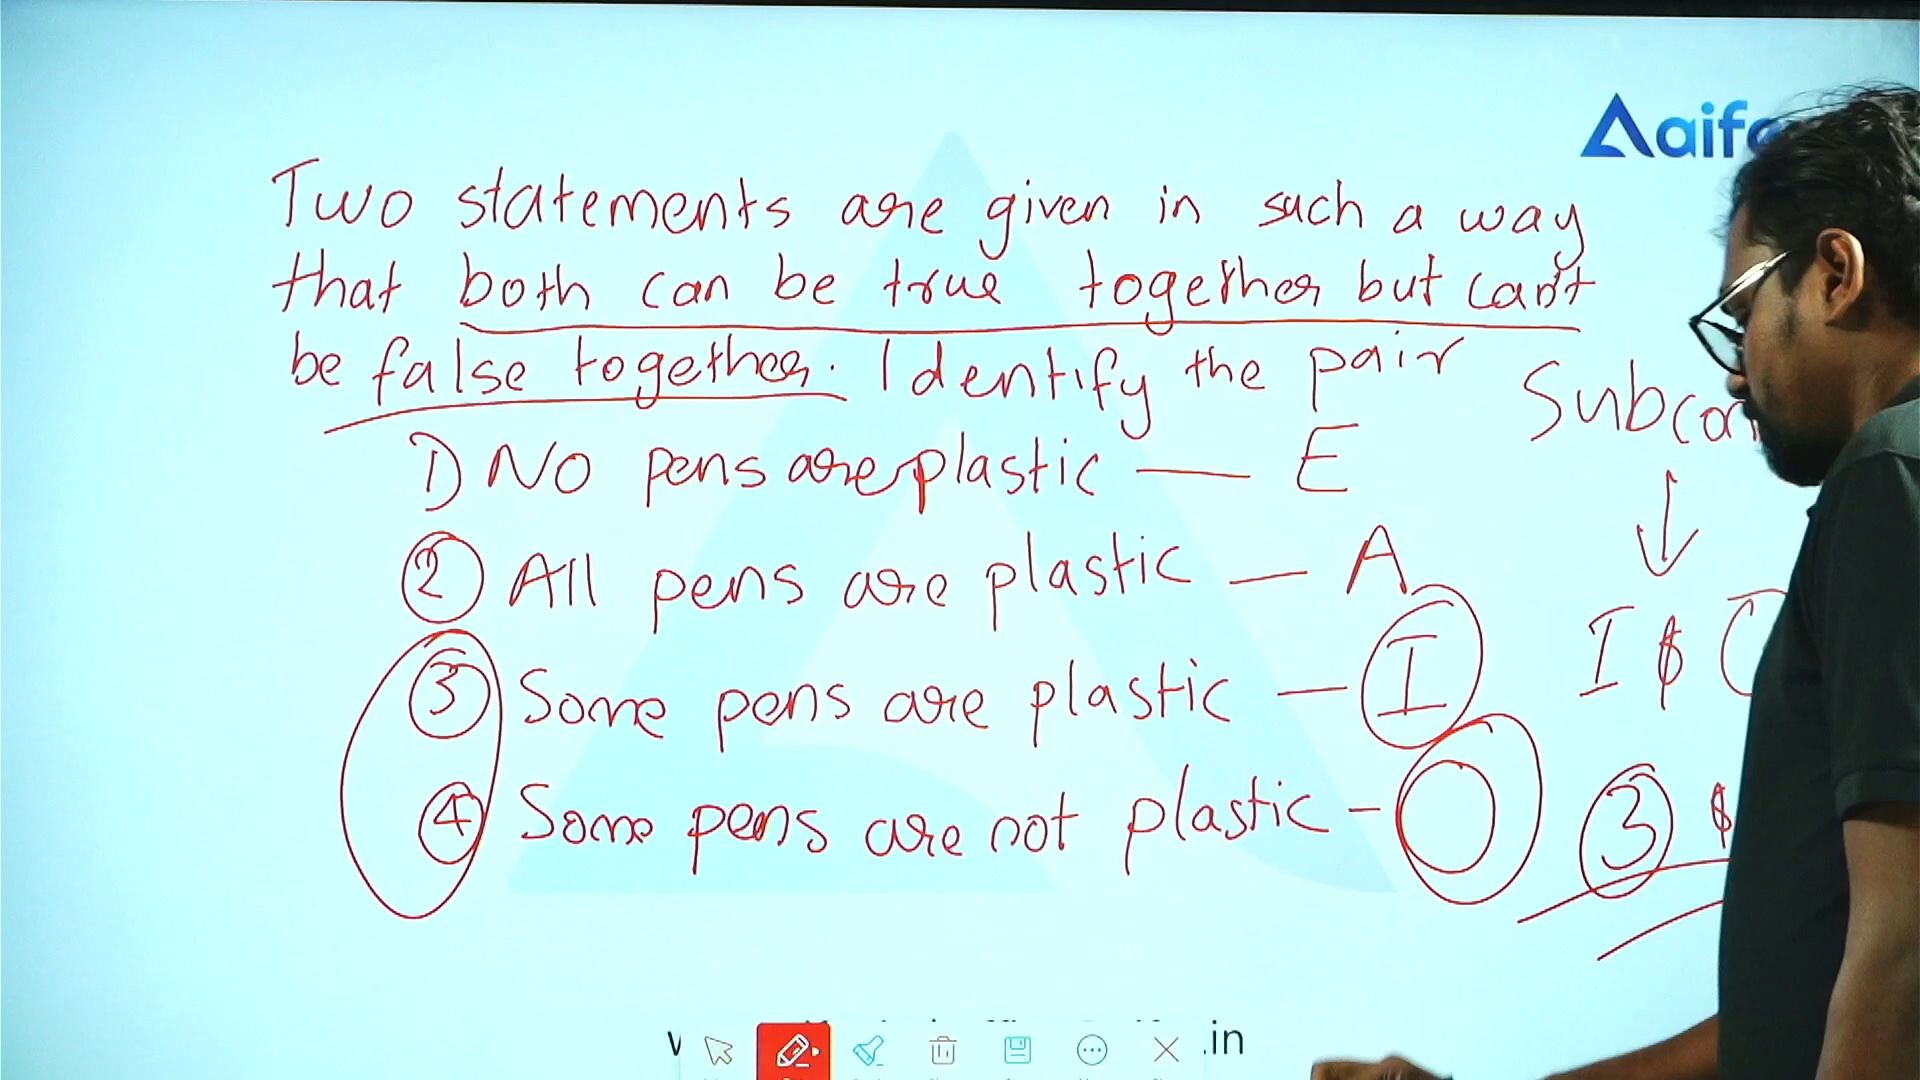 Two statements are given in such a way
that both can be true together but can't
be false together. Identify the pair
1) NO pens are plastic — E
2 All pens are plastic — A
3 Some pens are plastic — I
4 Some pens are not plastic - O
I & O
3 &
.in